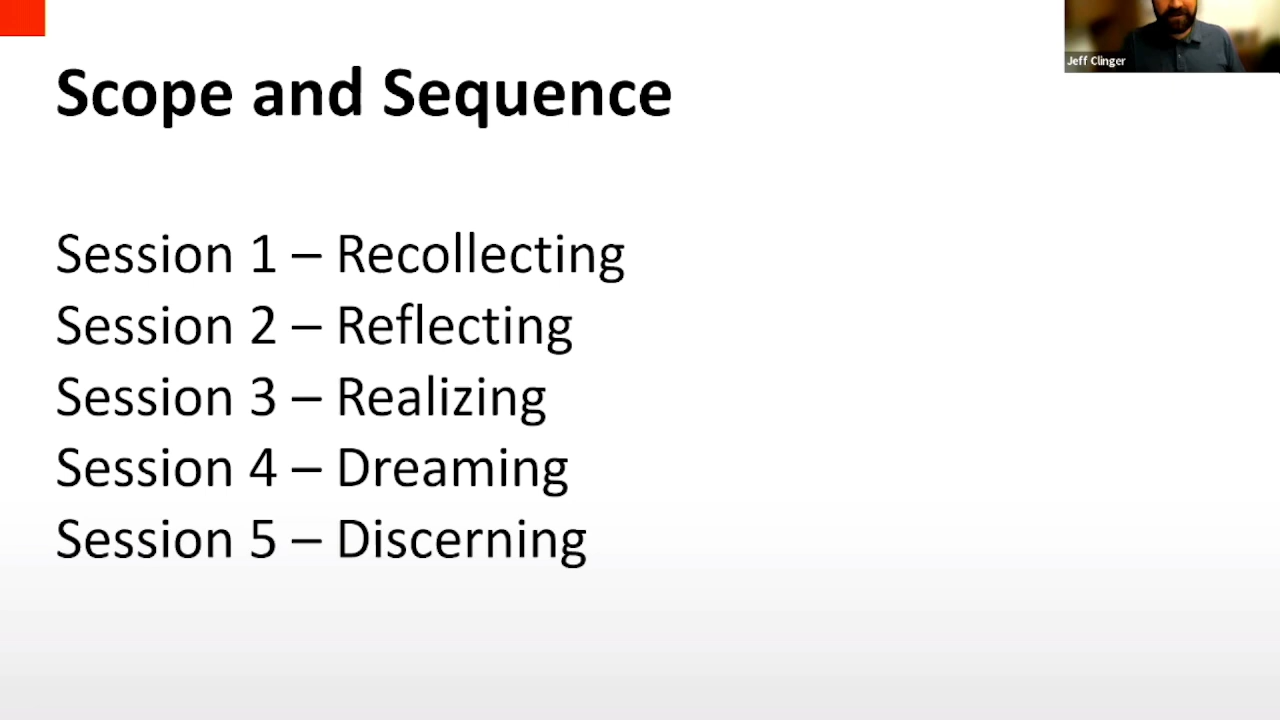 Jeff Clinger
Scope and Sequence
Session 1 – Recollecting
Session 2 – Reflecting
Session 3 – Realizing
Session 4 – Dreaming
Session 5 – Discerning